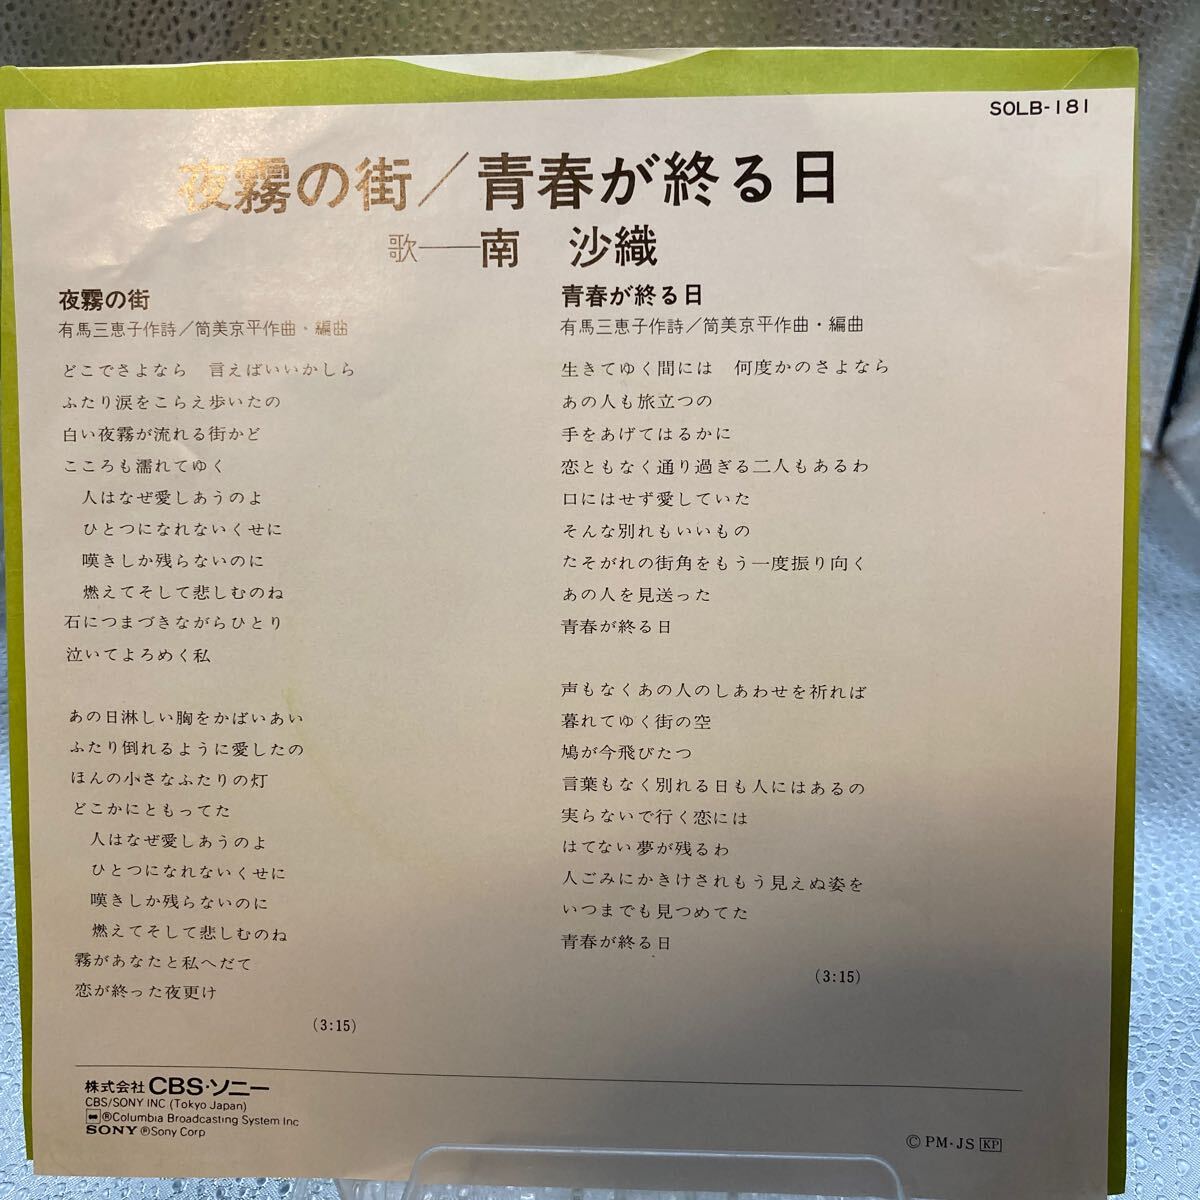 SOLB-181
夜霧の街／青春が終る日
歌──南 沙織
夜霧の街
有馬三恵子作詩／筒美京平作曲・編曲
どこでさよなら 言えばいいかしら
ふたり涙をこらえ歩いたの
白い夜霧が流れる街かど
こころも濡れてゆく
人はなぜ愛しあうのよ
ひとつになれないくせに
嘆きしか残らないのに
燃えてそして悲しむのね
石につまづきながらひとり
泣いてよろめく私
あの日淋しい胸をかばいあい
ふたり倒れるように愛したの
ほんの小さなふたりの灯
どこかにともってた
人はなぜ愛しあうのよ
ひとつになれないくせに
嘆きしか残らないのに
燃えてそして悲しむのね
霧があなたと私へだて
恋が終った夜更け
(3:15)
青春が終る日
有馬三恵子作詩／筒美京平作曲・編曲
生きてゆく間には 何度かのさよなら
あの人も旅立つの
手をあげてはるかに
恋ともなく通り過ぎる二人もあるわ
口にはせず愛していた
そんな別れもいいもの
たそがれの街角をもう一度振り向く
あの人を見送った
青春が終る日
声もなくあの人のしあわせを祈れば
暮れてゆく街の空
鳩が今飛びたつ
言葉もなく別れる日も人にはあるの
実らないで行く恋には
はてない夢が残るわ
人ごみにかきけされもう見えぬ姿を
いつまでも見つめてた
青春が終る日
(3:15)
株式会社 CBS・ソニー
CBS/SONY INC (Tokyo Japan)
®Columbia Broadcasting System Inc
SONY ®Sony Corp
© PM-JS KP